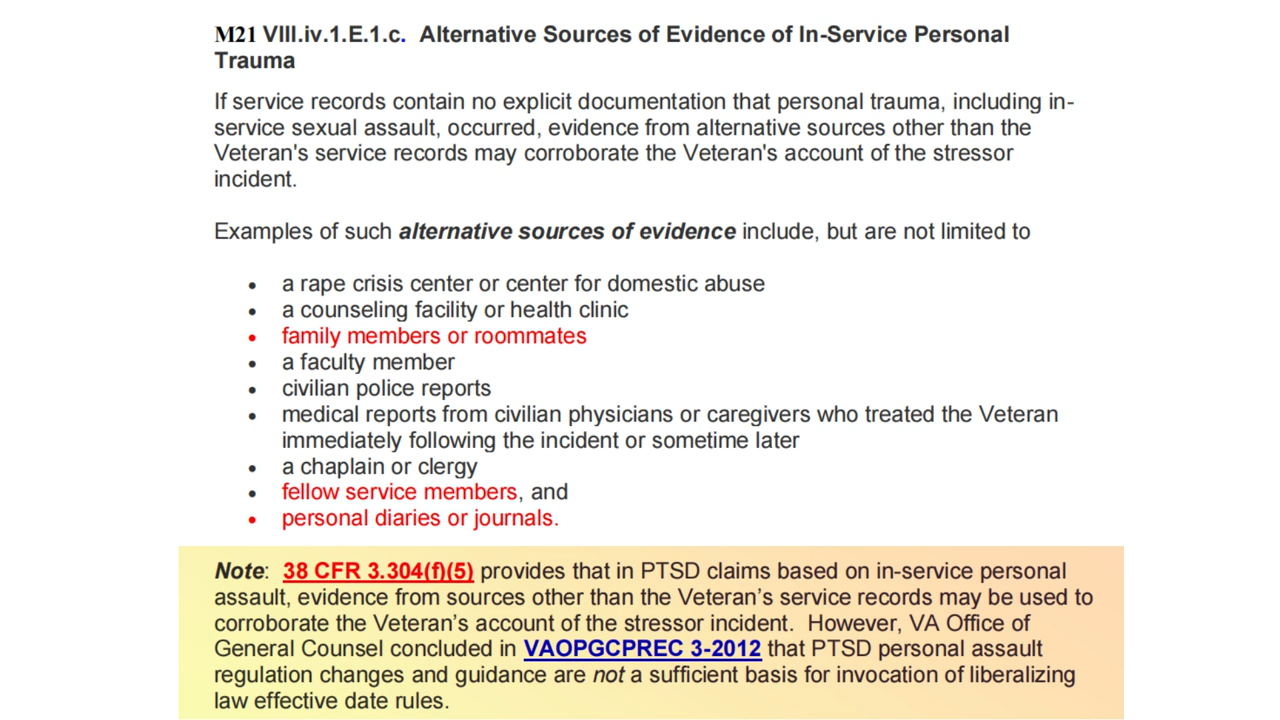 M21 VIII.iv.1.E.1.c.  Alternative Sources of Evidence of In-Service Personal
Trauma
If service records contain no explicit documentation that personal trauma, including in-
service sexual assault, occurred, evidence from alternative sources other than the
Veteran's service records may corroborate the Veteran's account of the stressor
incident.
Examples of such alternative sources of evidence include, but are not limited to
• a rape crisis center or center for domestic abuse
• a counseling facility or health clinic
• family members or roommates
• a faculty member
• civilian police reports
• medical reports from civilian physicians or caregivers who treated the Veteran
immediately following the incident or sometime later
• a chaplain or clergy
• fellow service members, and
• personal diaries or journals.
Note:  38 CFR 3.304(f)(5) provides that in PTSD claims based on in-service personal
assault, evidence from sources other than the Veteran’s service records may be used to
corroborate the Veteran’s account of the stressor incident.  However, VA Office of
General Counsel concluded in VAOPGCPREC 3-2012 that PTSD personal assault
regulation changes and guidance are not a sufficient basis for invocation of liberalizing
law effective date rules.